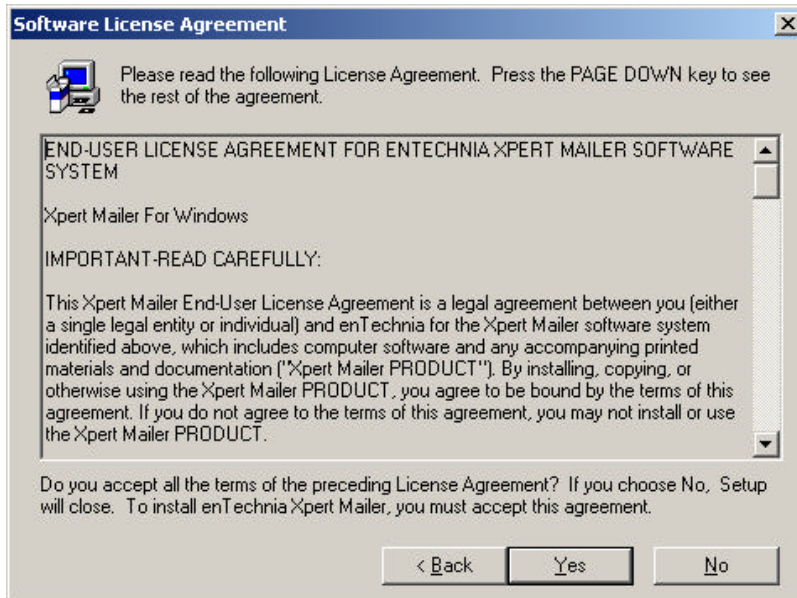 Software License Agreement
Please read the following License Agreement. Press the PAGE DOWN key to see
the rest of the agreement.
END-USER LICENSE AGREEMENT FOR ENTECHNIA XPERT MAILER SOFTWARE
SYSTEM
Xpert Mailer For Windows
IMPORTANT-READ CAREFULLY:
This Xpert Mailer End-User License Agreement is a legal agreement between you (either
a single legal entity or individual) and enTechnia for the Xpert Mailer software system
identified above, which includes computer software and any accompanying printed
materials and documentation ("Xpert Mailer PRODUCT"). By installing, copying, or
otherwise using the Xpert Mailer PRODUCT, you agree to be bound by the terms of this
agreement. If you do not agree to the terms of this agreement, you may not install or use
the Xpert Mailer PRODUCT.
Do you accept all the terms of the preceding License Agreement? If you choose No, Setup
will close. To install enTechnia Xpert Mailer, you must accept this agreement.
< Back Yes No